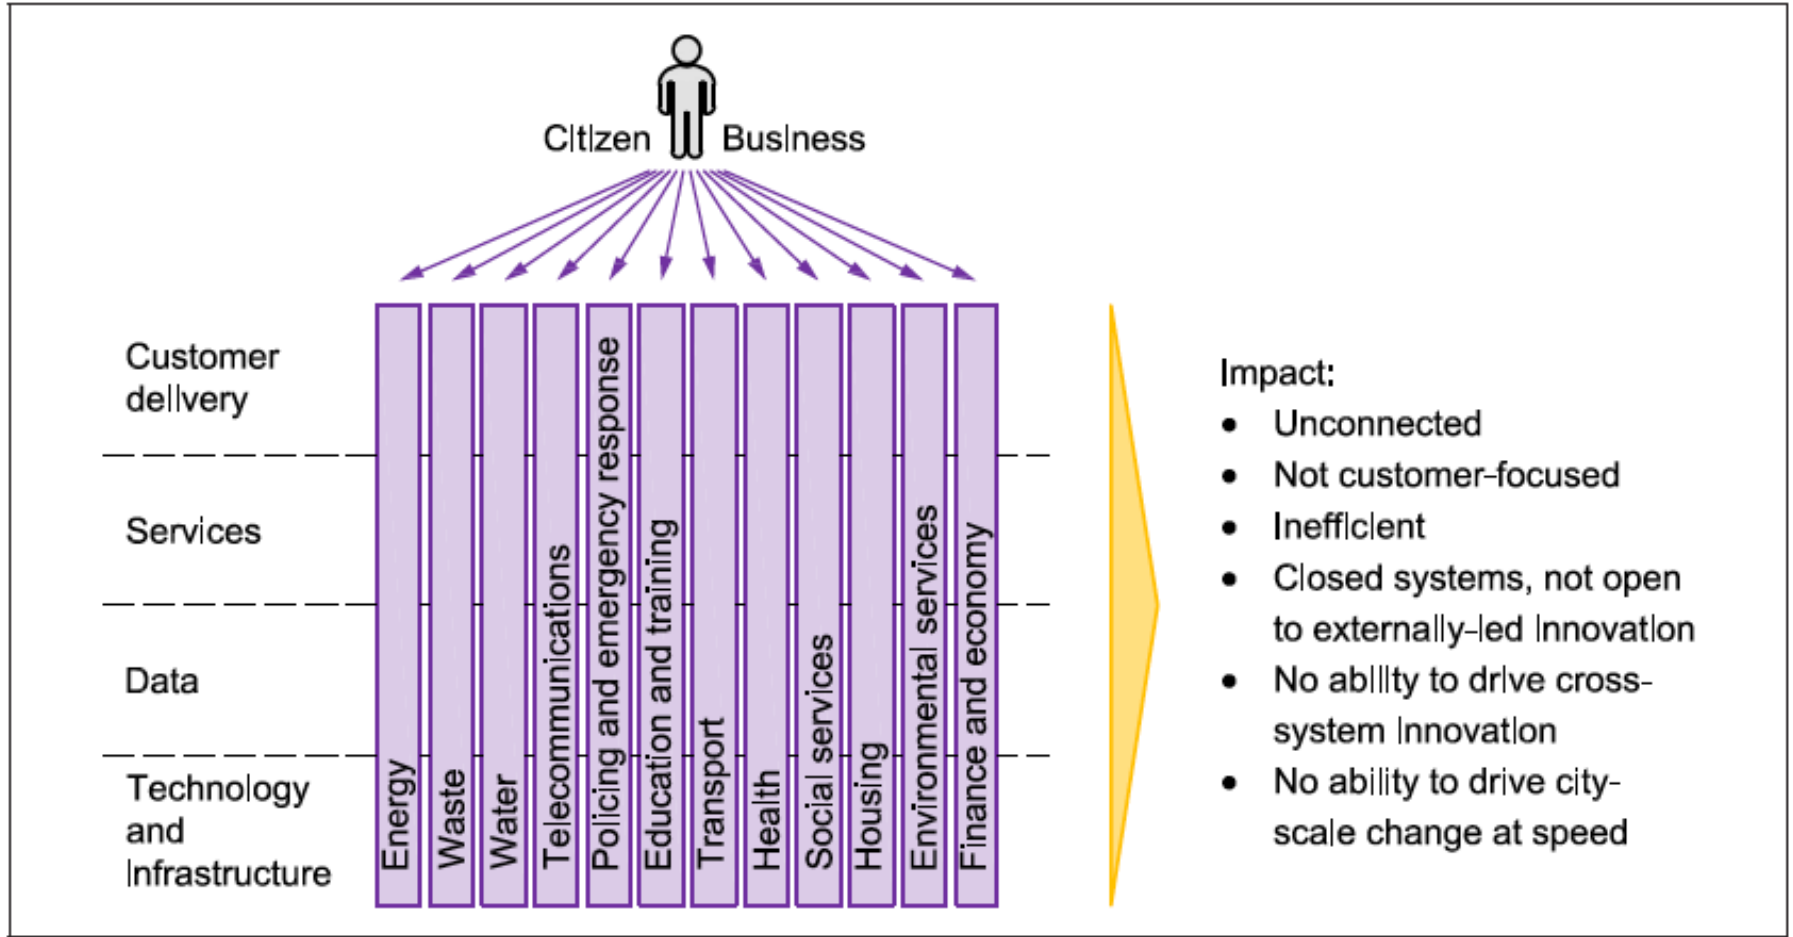 Citizen Business
Customer
delivery
Services
Data
Technology
and
Infrastructure
Energy
Waste
Water
Telecommunications
Policing and emergency response
Education and training
Transport
Health
Social services
Housing
Environmental services
Finance and economy
Impact:
• Unconnected
• Not customer-focused
• Inefficient
• Closed systems, not open
to externally-led innovation
• No ability to drive cross-
system innovation
• No ability to drive city-
scale change at speed